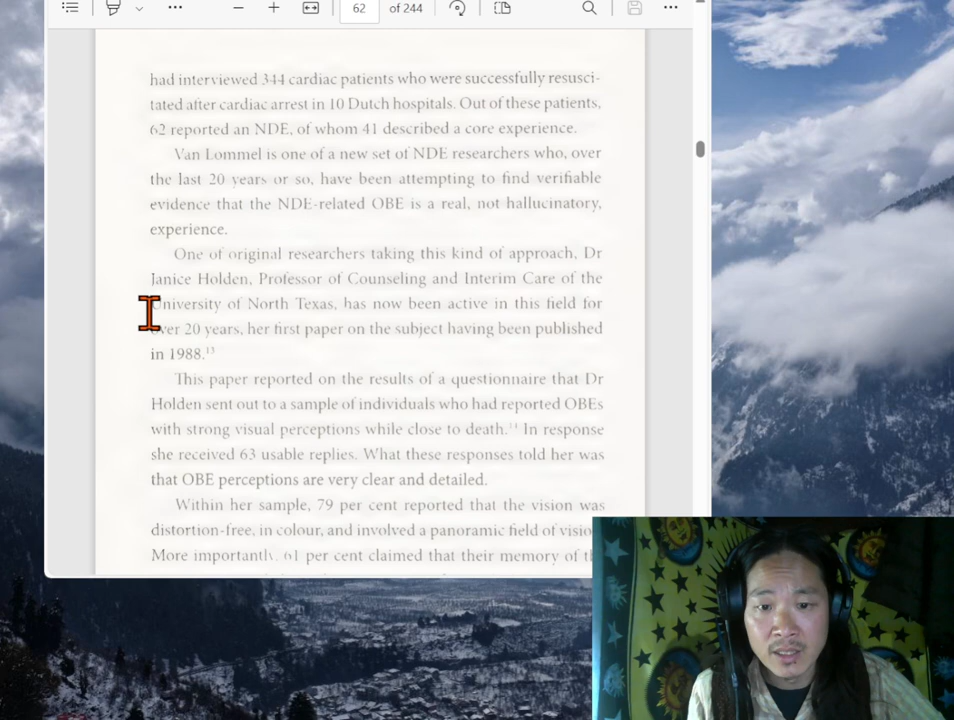 62 of 244
had interviewed 344 cardiac patients who were successfully resusci-
tated after cardiac arrest in 10 Dutch hospitals. Out of these patients,
62 reported an NDE, of whom 41 described a core experience.
Van Lommel is one of a new set of NDE researchers who, over
the last 20 years or so, have been attempting to find verifiable
evidence that the NDE-related OBE is a real, not hallucinatory,
experience.
One of original researchers taking this kind of approach, Dr
Janice Holden, Professor of Counseling and Interim Care of the
University of North Texas, has now been active in this field for
over 20 years, her first paper on the subject having been published
in 1988.13
This paper reported on the results of a questionnaire that Dr
Holden sent out to a sample of individuals who had reported OBEs
with strong visual perceptions while close to death.14 In response
she received 63 usable replies. What these responses told her was
that OBE perceptions are very clear and detailed.
Within her sample, 79 per cent reported that the vision was
distortion-free, in colour, and involved a panoramic field of visio
More importantly, 61 per cent claimed that their memory of th